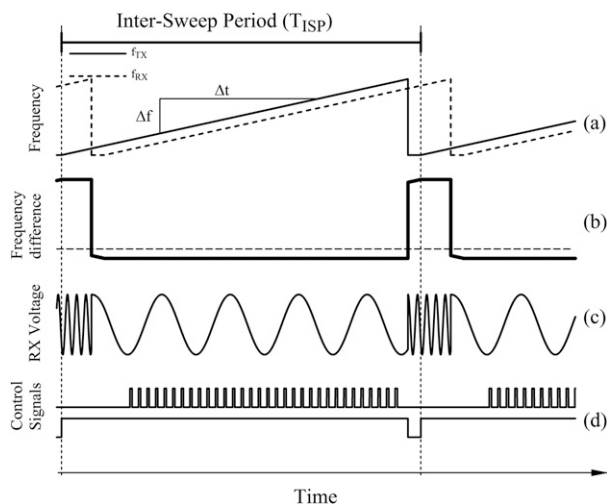 Inter-Sweep Period (T_ISP)
f_TX
f_RX
Δt
Δf
Frequency
(a)
Frequency
difference
(b)
RX Voltage
(c)
Control
Signals
(d)
Time